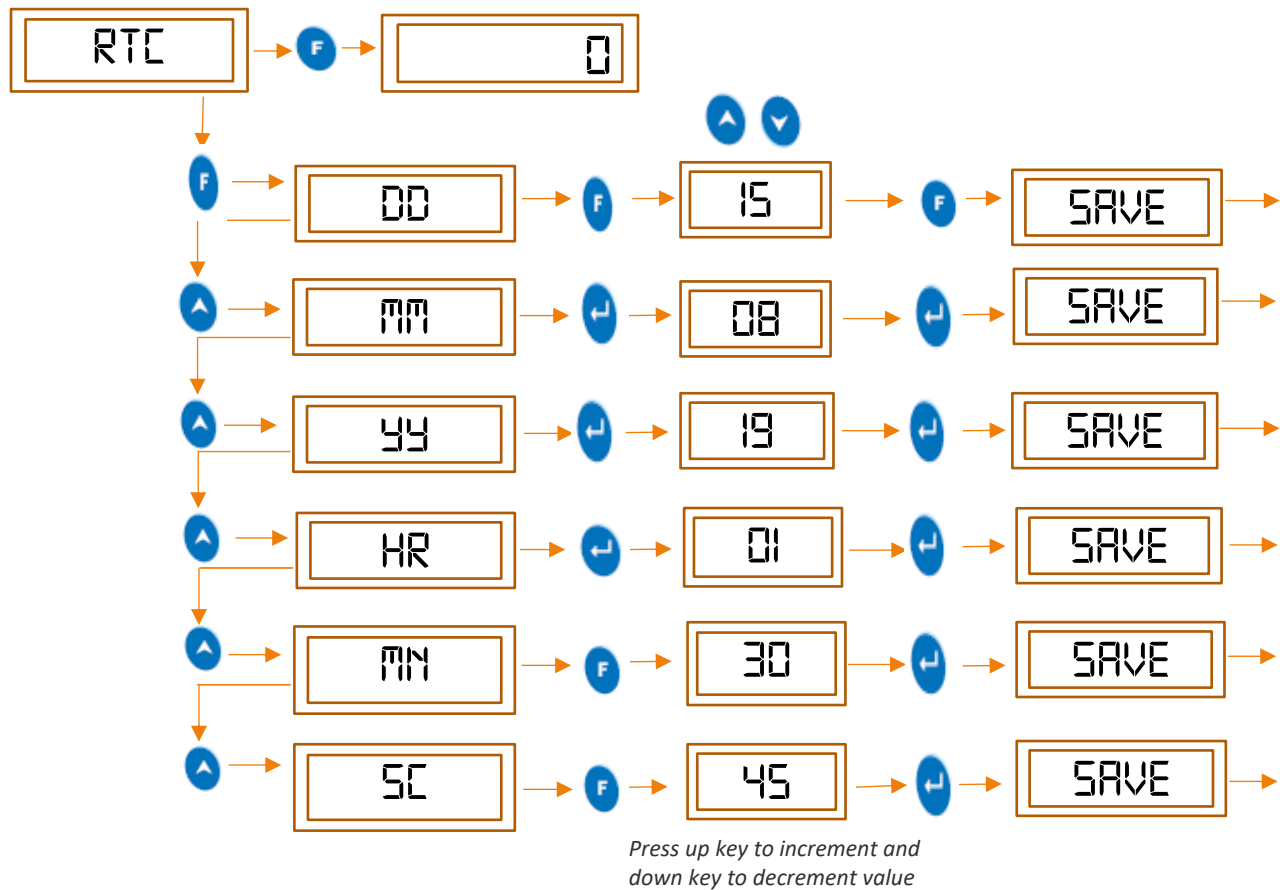 RTC
F
0
F
DD
F
15
F
SAVE
MM
08
SAVE
YY
19
SAVE
HR
01
SAVE
MN
F
30
SAVE
SC
F
45
SAVE
Press up key to increment and
down key to decrement value